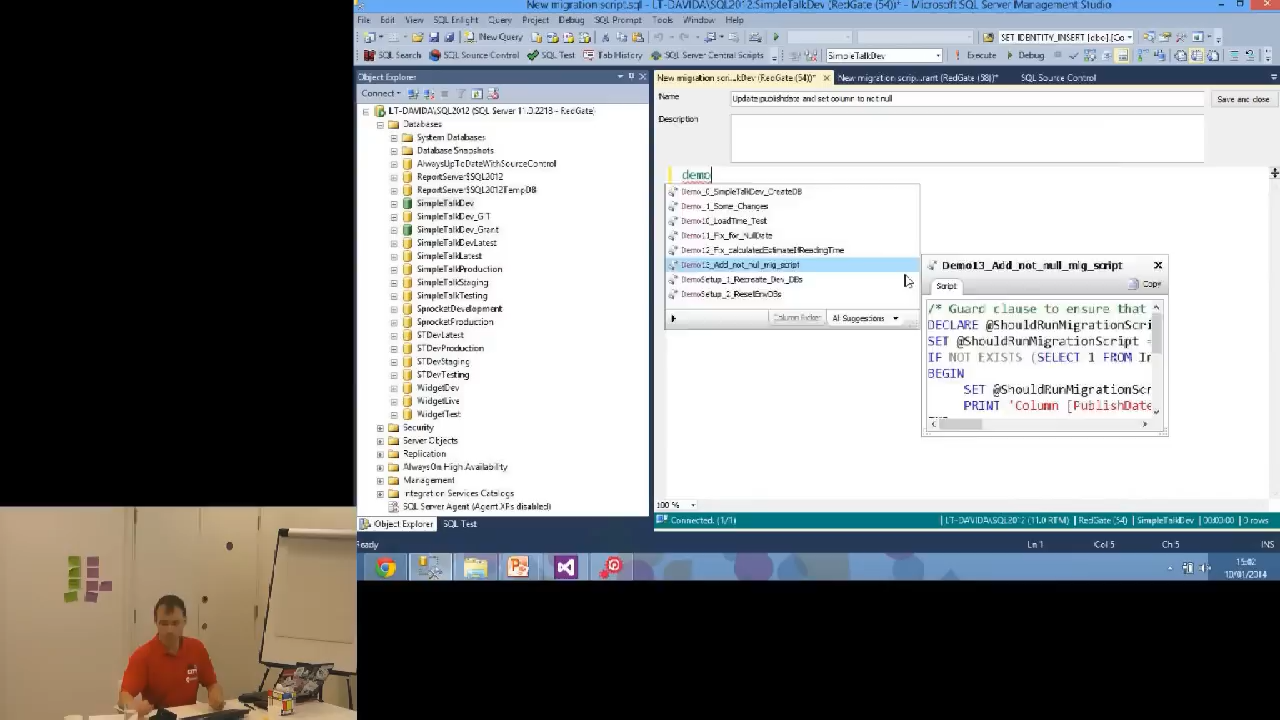 New migration script.sql - LT-DAVIDA\SQL2012.SimpleTalkDev (RedGate (54))* - Microsoft SQL Server Management Studio
File Edit View SQL Enlight Query Project Debug SQL Prompt Tools Window Help
New Query SET IDENTITY_INSERT [dbo].[Co
SQL Search SQL Source Control SQL Test Tab History SQL Server Central Scripts SimpleTalkDev Execute Debug
Object Explorer
Connect
LT-DAVIDA\SQL2012 (SQL Server 11.0.2218 - RedGate)
Databases
System Databases
Database Snapshots
AlwaysUpToDateWithSourceControl
ReportServer$SQL2012
ReportServer$SQL2012TempDB
SimpleTalkDev
SimpleTalkDev_GIT
SimpleTalkDev_Grant
SimpleTalkDevLatest
SimpleTalkLatest
SimpleTalkProduction
SimpleTalkStaging
SimpleTalkTesting
SprocketDevelopment
SprocketProduction
STDevLatest
STDevProduction
STDevStaging
STDevTesting
WidgetDev
WidgetLive
WidgetTest
Security
Server Objects
Replication
AlwaysOn High Availability
Management
Integration Services Catalogs
SQL Server Agent (Agent XPs disabled)
Object Explorer SQL Test
New migration scri...kDev (RedGate (54))* New migration scrip...rant (RedGate (58))* SQL Source Control
Name Update publishdate and set column to not null Save and close
Description
demo
Demo_0_SimpleTalkDev_CreateDB
Demo_1_Some_Changes
Demo10_LoadTime_Test
Demo11_Fix_for_NullDate
Demo12_Fix_calculatedEstimateIfReadingTime
Demo13_Add_not_null_mig_script
DemoSetup_1_Recreate_Dev_DBs
DemoSetup_2_ResetEnvDBs
Column Picker All Suggestions
Demo13_Add_not_null_mig_script
Script Copy
/* Guard clause to ensure that
DECLARE @ShouldRunMigrationScri
SET @ShouldRunMigrationScript =
IF NOT EXISTS (SELECT 1 FROM In
BEGIN
SET @ShouldRunMigrationScr
PRINT 'Column [PublishDate
100 %
Connected. (1/1) LT-DAVIDA\SQL2012 (11.0 RTM) RedGate (54) SimpleTalkDev 00:00:00 0 rows
Ready Ln 1 Col 5 Ch 5 INS
15:02
10/01/2014